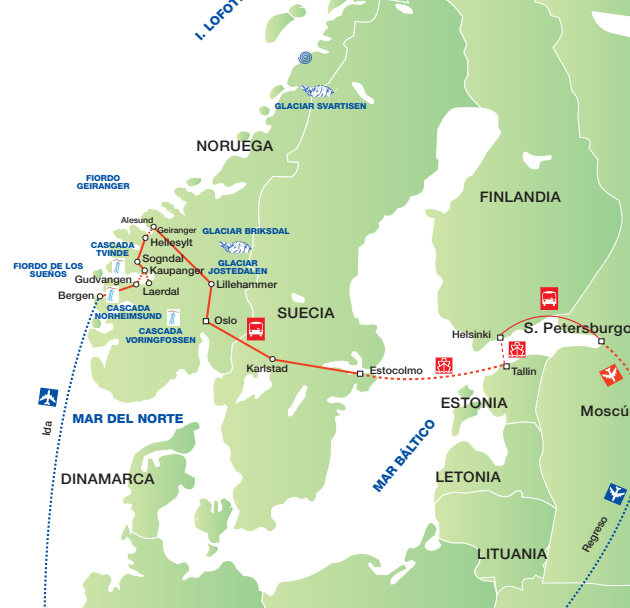 I. LOFOT
GLACIAR SVARTISEN
NORUEGA
FIORDO
GEIRANGER
FINLANDIA
Alesund
Geiranger
Hellesylt
GLACIAR BRIKSDAL
CASCADA
TVINDE
Sogndal
GLACIAR
JOSTEDALEN
FIORDO DE LOS
SUEÑOS
Kaupanger
Gudvangen
Lillehammer
Laerdal
Bergen
CASCADA
NORHEIMSUND
SUECIA
Oslo
CASCADA
VORINGFOSSEN
S. Petersburgo
Helsinki
Karlstad
Estocolmo
Tallin
ESTONIA
Moscú
Ida
MAR DEL NORTE
MAR BÁLTICO
DINAMARCA
LETONIA
Regreso
LITUANIA